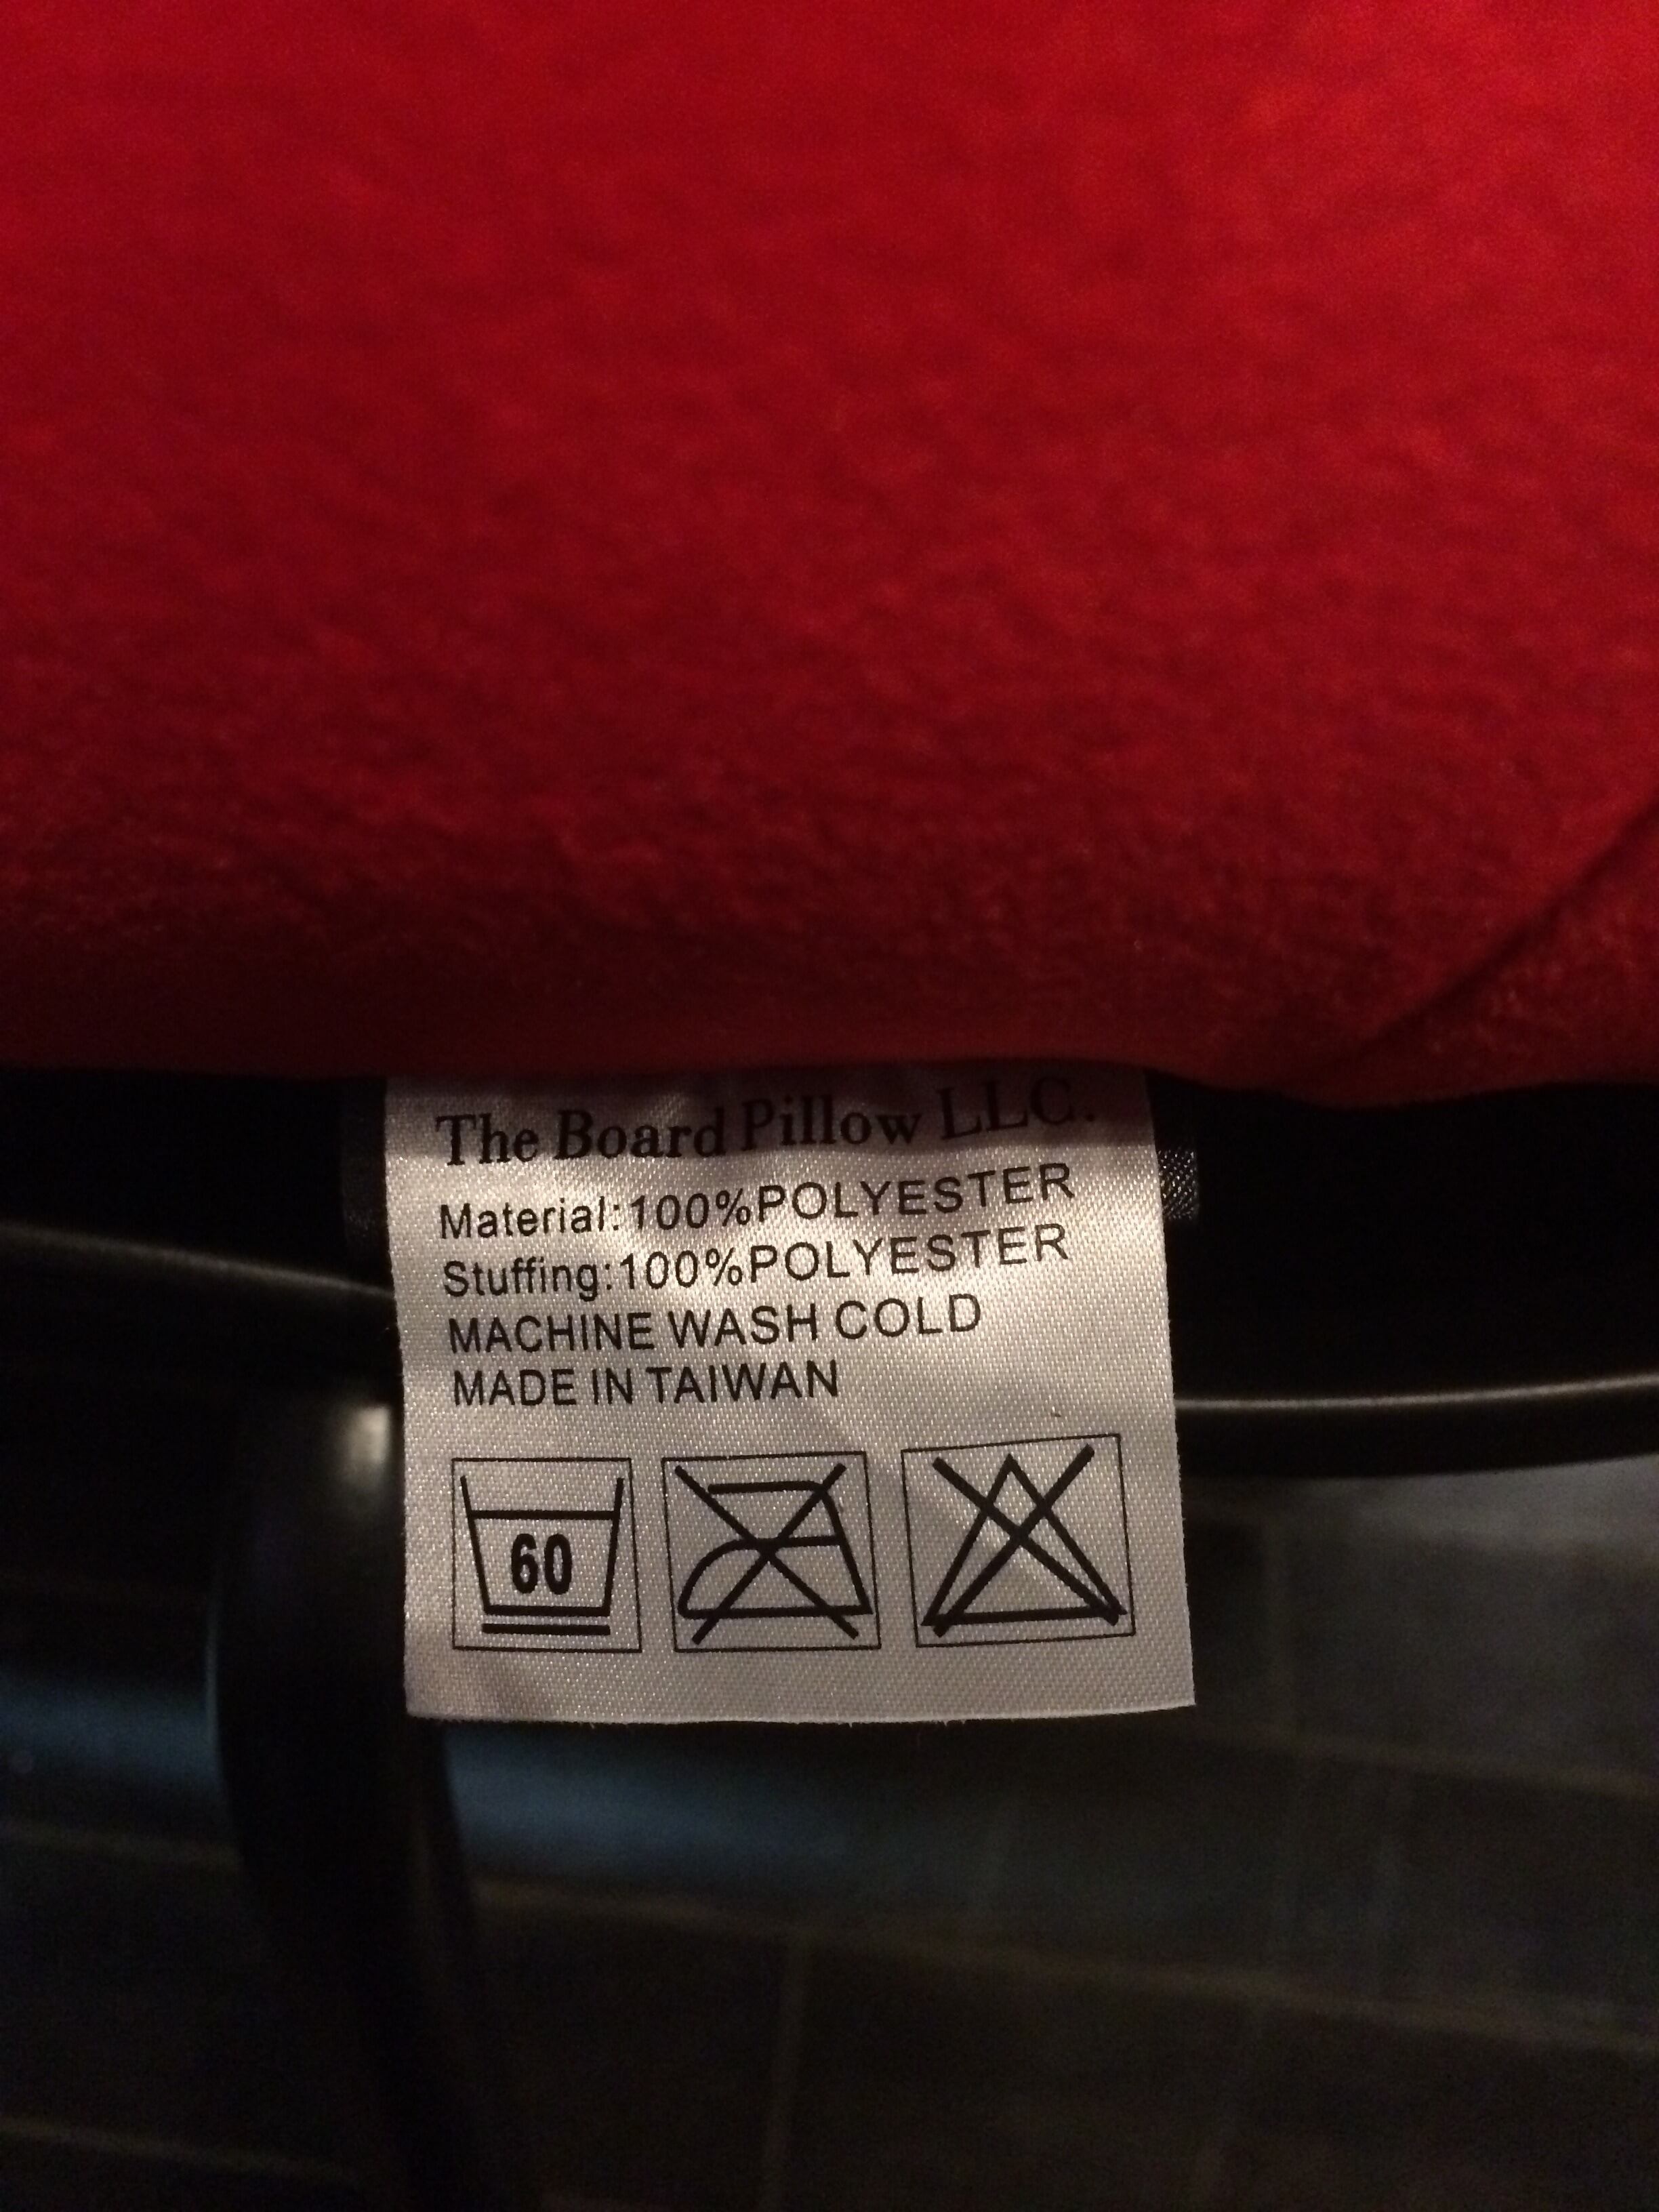 The Board Pillow LLC.
Material:100%POLYESTER
Stuffing:100%POLYESTER
MACHINE WASH COLD
MADE IN TAIWAN
60